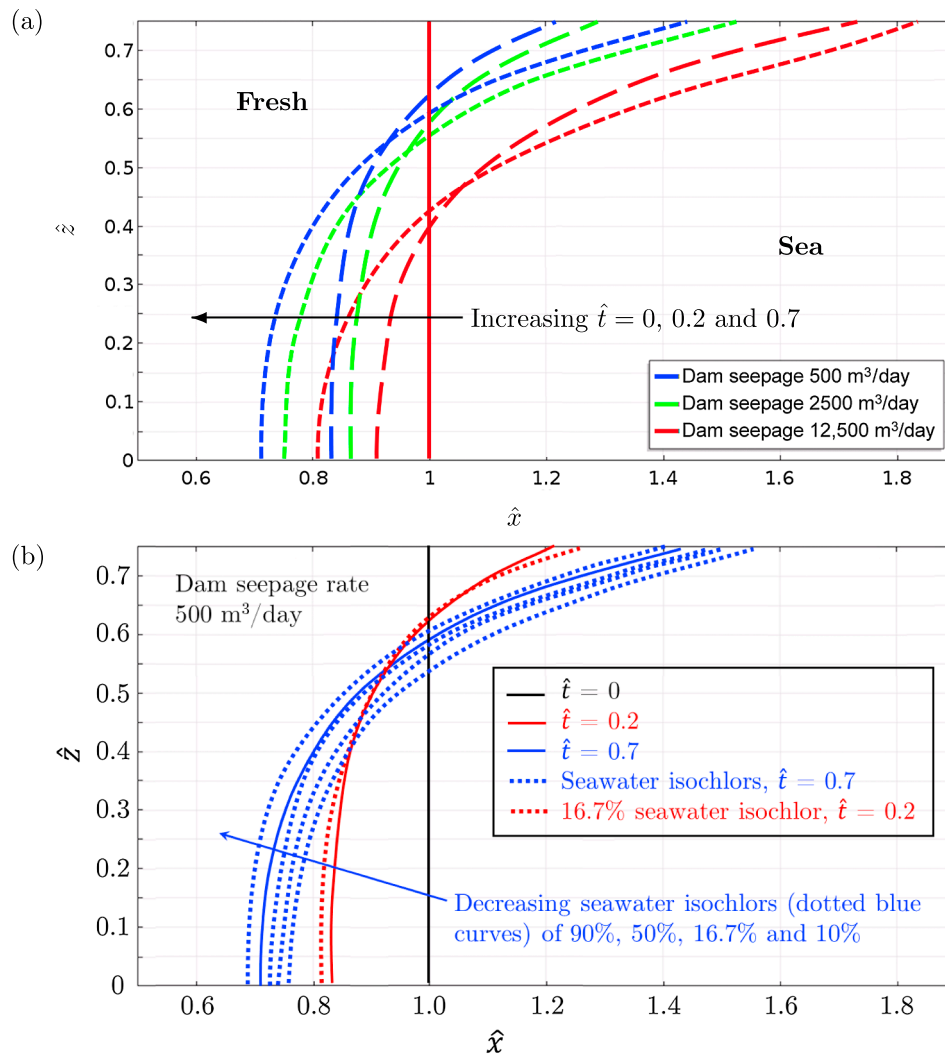 (a)
0.7
0.6
0.5
0.4
0.3
0.2
0.1
0
ẑ
Fresh
Sea
Increasing t̂ = 0, 0.2 and 0.7
Dam seepage 500 m³/day
Dam seepage 2500 m³/day
Dam seepage 12,500 m³/day
0.6 0.8 1 1.2 1.4 1.6 1.8
x̂
(b)
0.7
0.6
0.5
0.4
0.3
0.2
0.1
0
ẑ
Dam seepage rate
500 m³/day
t̂ = 0
t̂ = 0.2
t̂ = 0.7
Seawater isochlors, t̂ = 0.7
16.7% seawater isochlor, t̂ = 0.2
Decreasing seawater isochlors (dotted blue
curves) of 90%, 50%, 16.7% and 10%
0.6 0.8 1.0 1.2 1.4 1.6 1.8
x̂